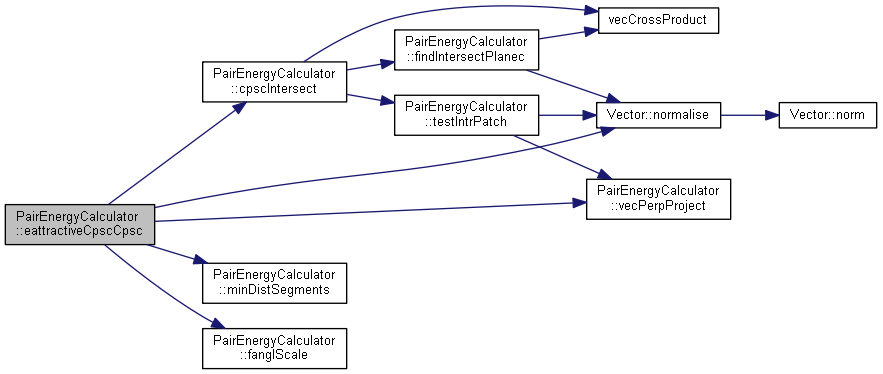 PairEnergyCalculator
::eattractiveCpscCpsc
PairEnergyCalculator
::cpscIntersect
PairEnergyCalculator
::findIntersectPlanec
vecCrossProduct
PairEnergyCalculator
::testIntrPatch
Vector::normalise
Vector::norm
PairEnergyCalculator
::vecPerpProject
PairEnergyCalculator
::minDistSegments
PairEnergyCalculator
::fanglScale